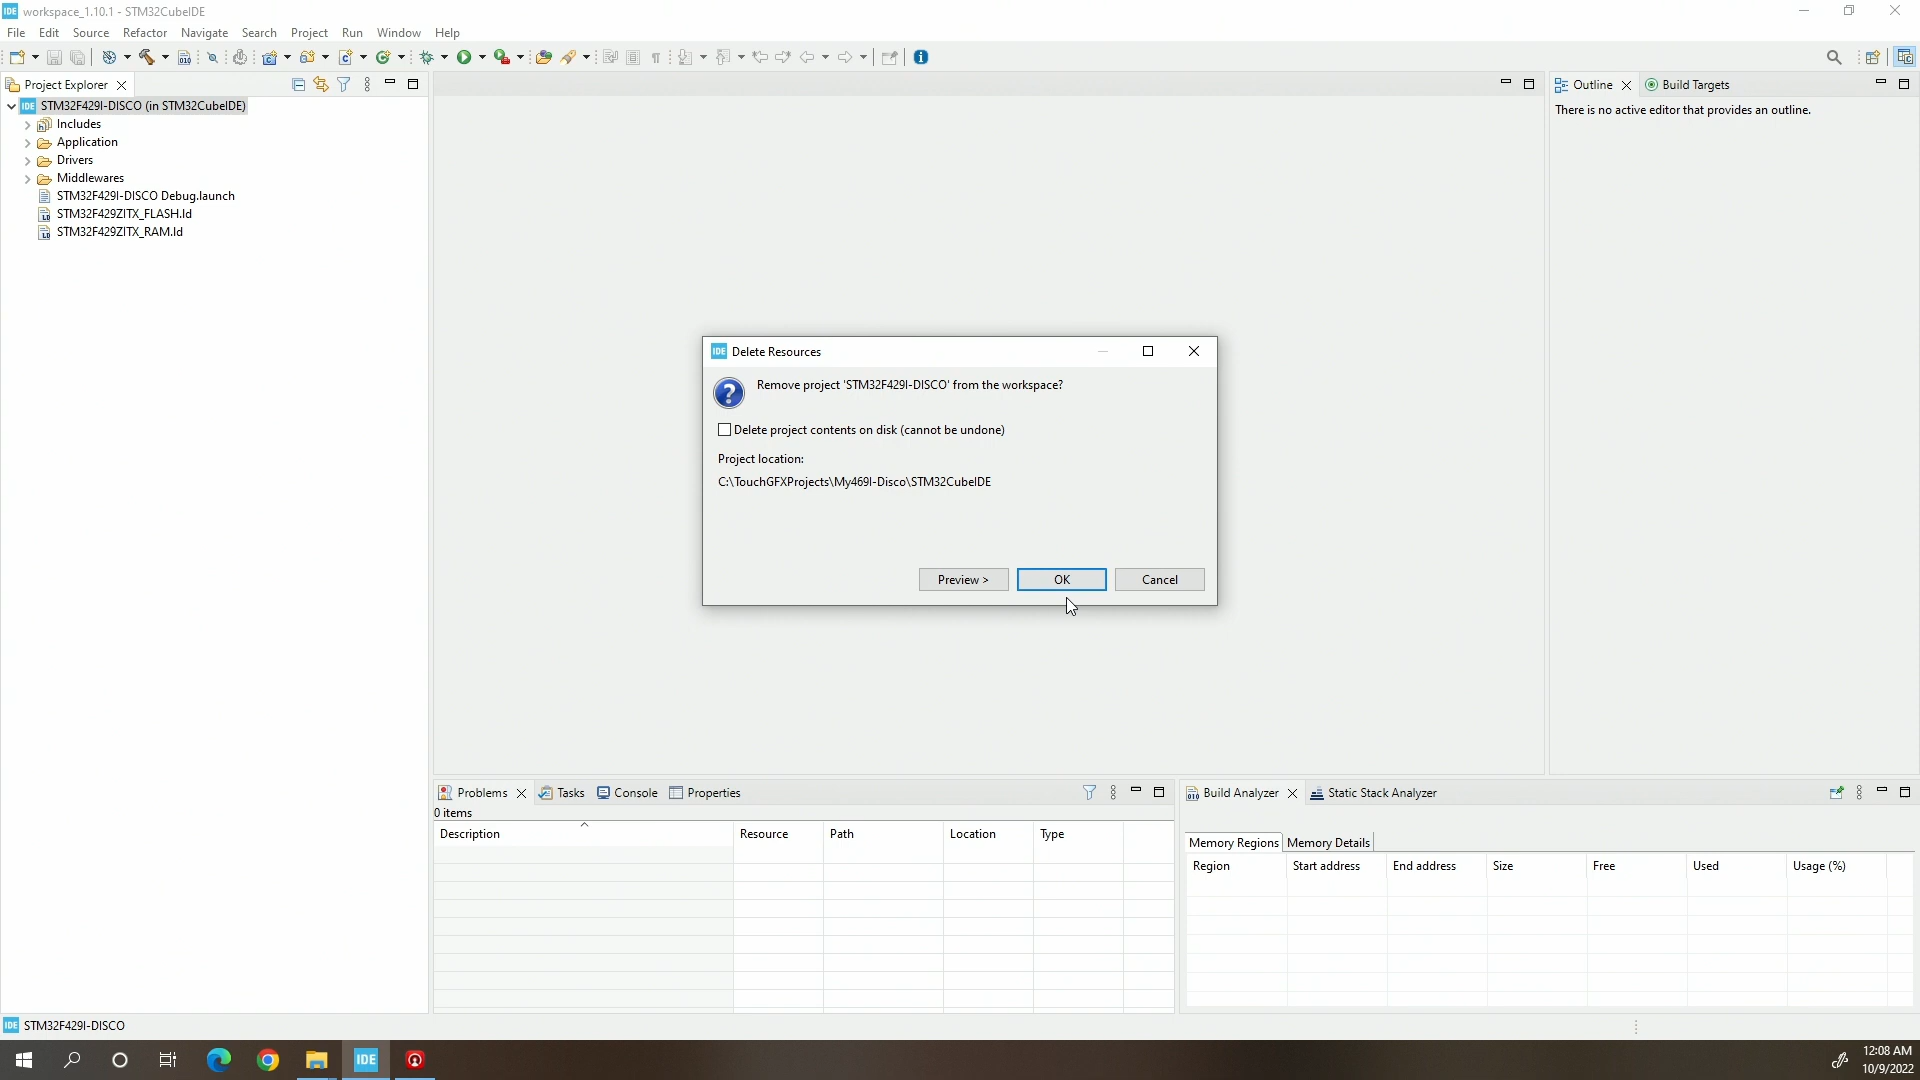 IDE workspace_1.10.1 - STM32CubeIDE
File Edit Source Refactor Navigate Search Project Run Window Help
Project Explorer
Outline Build Targets
IDE STM32F429I-DISCO (in STM32CubeIDE)
There is no active editor that provides an outline.
Includes
Application
Drivers
Middlewares
STM32F429I-DISCO Debug.launch
STM32F429ZITX_FLASH.ld
STM32F429ZITX_RAM.ld
IDE Delete Resources
Remove project 'STM32F429I-DISCO' from the workspace?
Delete project contents on disk (cannot be undone)
Project location:
C:\TouchGFXProjects\My469I-Disco\STM32CubeIDE
Preview > OK Cancel
Problems Tasks Console Properties
0 items
Description Resource Path Location Type
Build Analyzer Static Stack Analyzer
Memory Regions Memory Details
Region Start address End address Size Free Used Usage (%)
IDE STM32F429I-DISCO
IDE
12:08 AM
10/9/2022